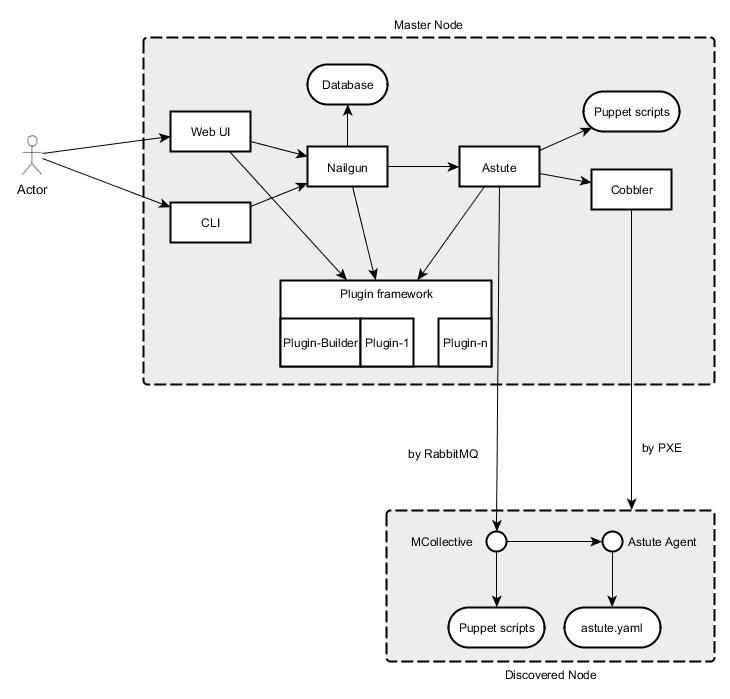 Master Node
Database
Puppet scripts
Web UI
Nailgun
Astute
Actor
Cobbler
CLI
Plugin framework
Plugin-Builder
Plugin-1
Plugin-n
by RabbitMQ
by PXE
MCollective
Astute Agent
Puppet scripts
astute.yaml
Discovered Node